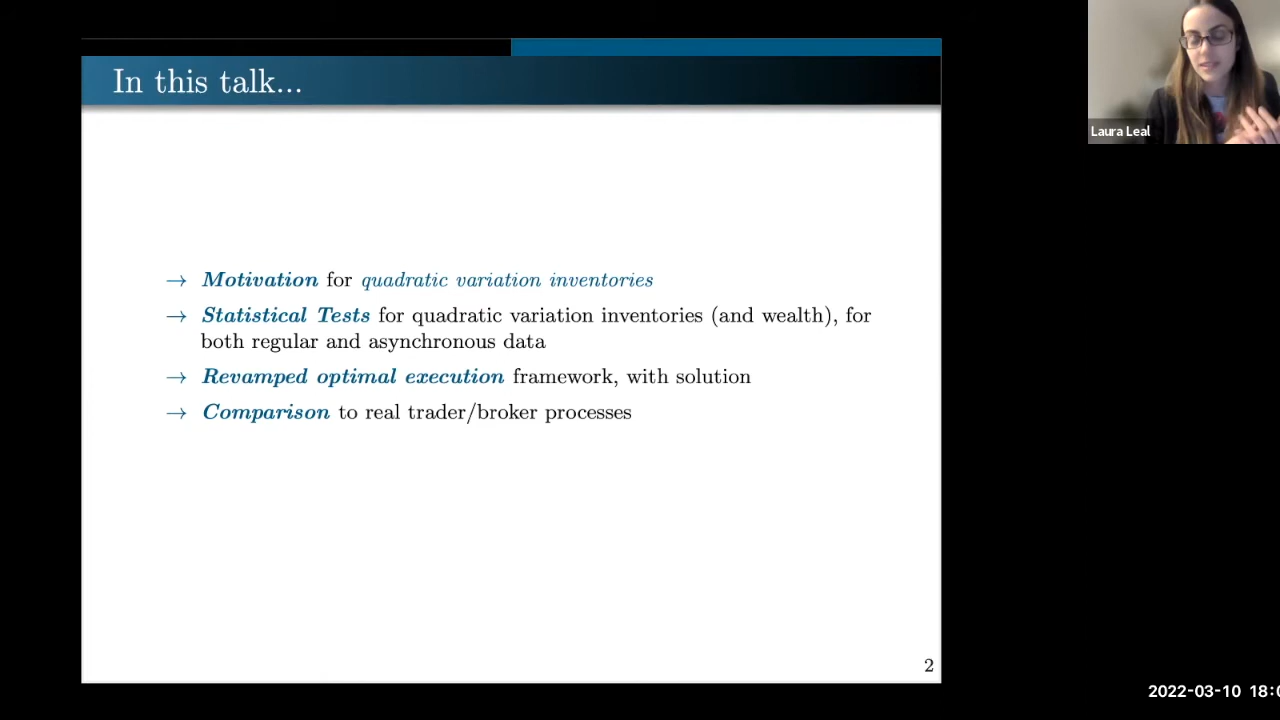 In this talk...
Laura Leal
→ Motivation for quadratic variation inventories
→ Statistical Tests for quadratic variation inventories (and wealth), for
both regular and asynchronous data
→ Revamped optimal execution framework, with solution
→ Comparison to real trader/broker processes
2
2022-03-10